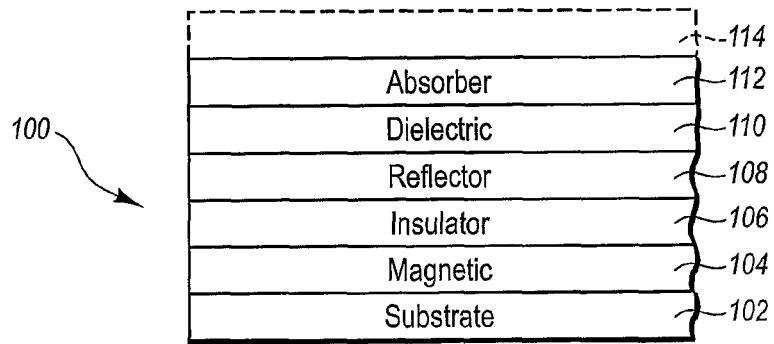 114
Absorber 112
100
Dielectric 110
Reflector 108
Insulator 106
Magnetic 104
Substrate 102